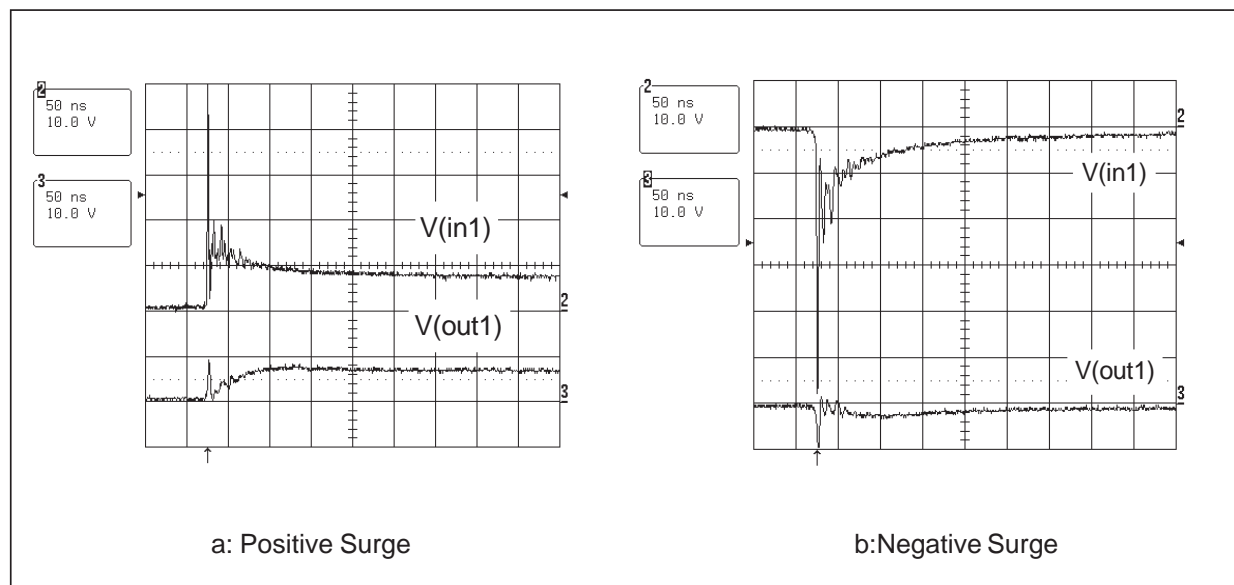 2
50 ns
10.0 V
3
50 ns
10.0 V
V(in1)
2
V(out1)
3
a: Positive Surge
2
50 ns
10.0 V
3
50 ns
10.0 V
2
V(in1)
V(out1)
3
b:Negative Surge